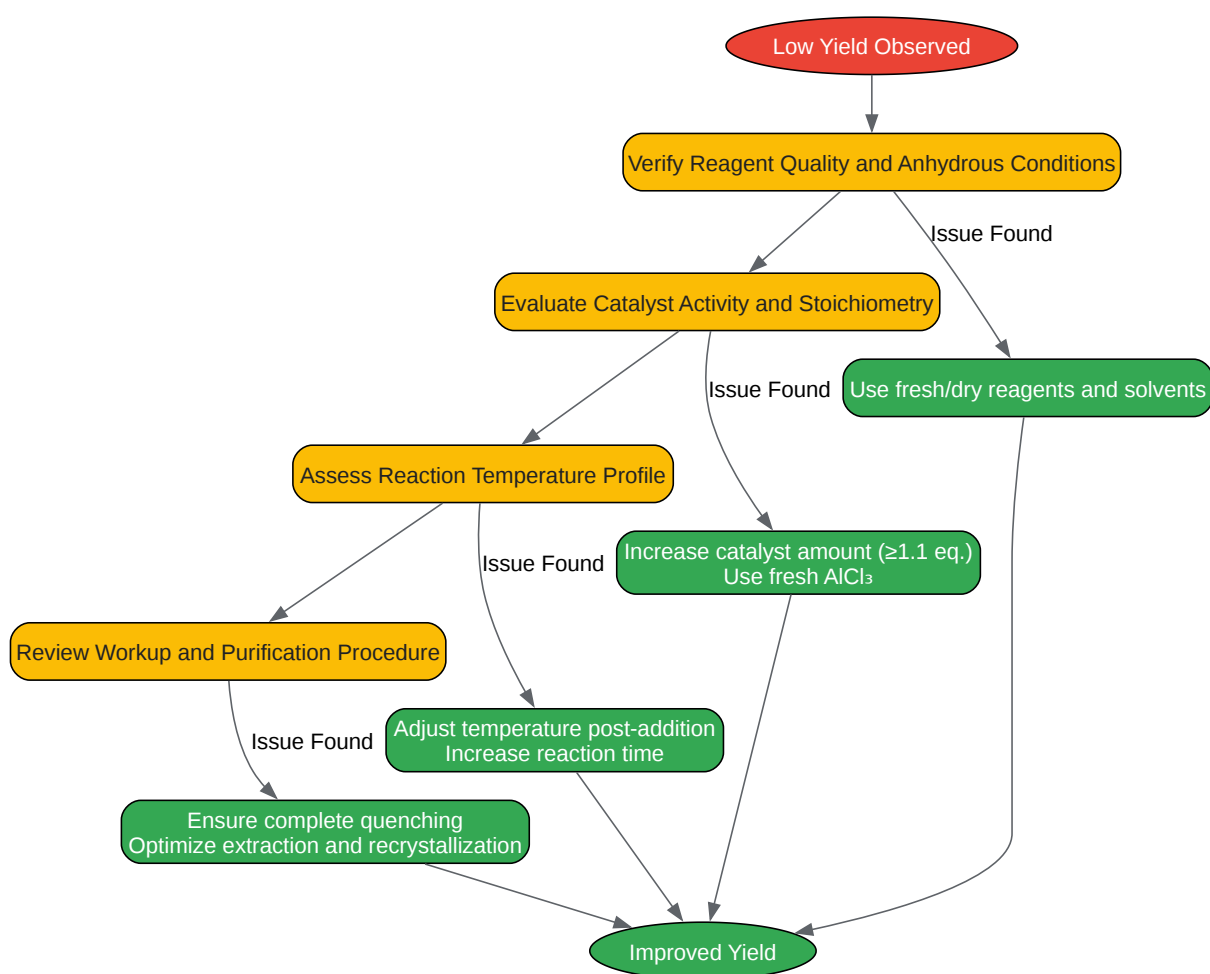 Low Yield Observed
Verify Reagent Quality and Anhydrous Conditions
Issue Found
Evaluate Catalyst Activity and Stoichiometry
Issue Found
Use fresh/dry reagents and solvents
Assess Reaction Temperature Profile
Issue Found
Increase catalyst amount (≥1.1 eq.)
Use fresh AlCl₃
Review Workup and Purification Procedure
Issue Found
Adjust temperature post-addition
Increase reaction time
Ensure complete quenching
Optimize extraction and recrystallization
Improved Yield